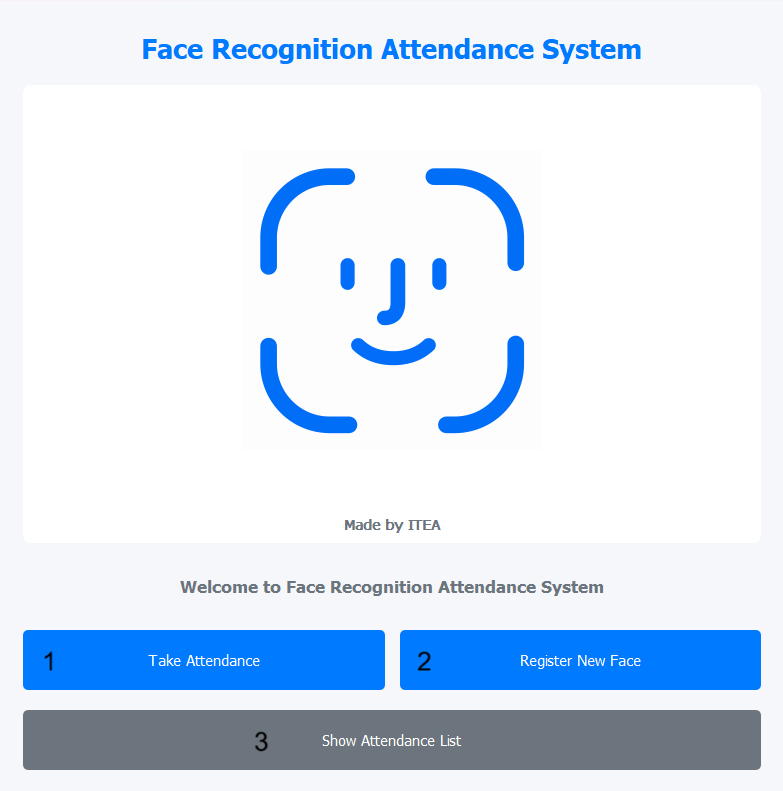 Face Recognition Attendance System
Made by ITEA
Welcome to Face Recognition Attendance System
1 Take Attendance
2 Register New Face
3 Show Attendance List